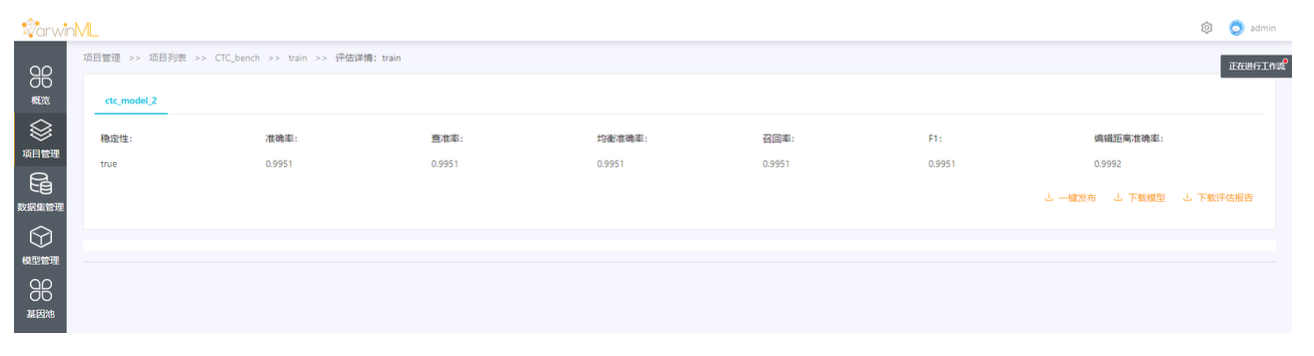 DarwinML
admin
项目管理 >> 项目列表 >> CTC_bench >> train >> 评估详情: train
正在进行工作流
概览
项目管理
数据集管理
模型管理
基因池
ctc_model_2
稳定性: 准确率: 查准率: 均衡准确率: 召回率: F1: 编辑距离准确率:
true 0.9951 0.9951 0.9951 0.9951 0.9951 0.9992
一键发布 下载模型 下载评估报告